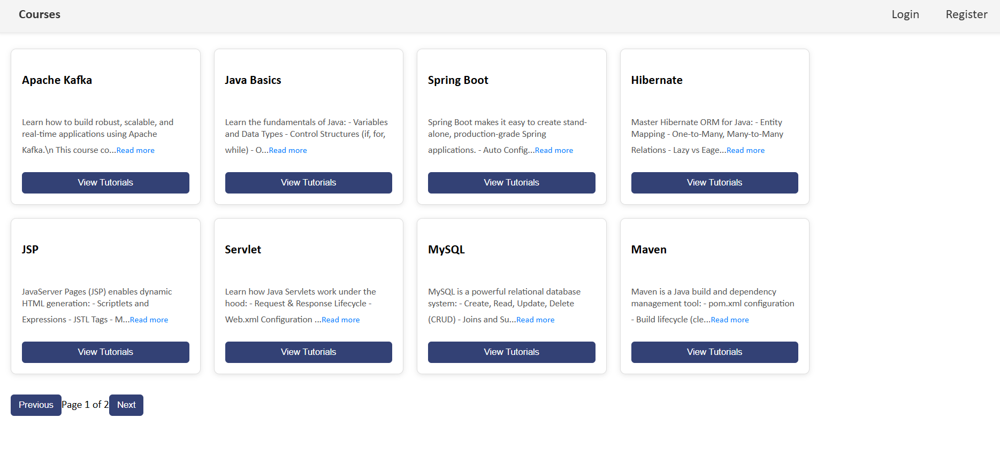 Courses
Login
Register
Apache Kafka
Learn how to build robust, scalable, and
real-time applications using Apache
Kafka.\n This course co...Read more
View Tutorials
Java Basics
Learn the fundamentals of Java: - Variables
and Data Types - Control Structures (if, for,
while) - O...Read more
View Tutorials
Spring Boot
Spring Boot makes it easy to create stand-
alone, production-grade Spring
applications. - Auto Config...Read more
View Tutorials
Hibernate
Master Hibernate ORM for Java: - Entity
Mapping - One-to-Many, Many-to-Many
Relations - Lazy vs Eage...Read more
View Tutorials
JSP
JavaServer Pages (JSP) enables dynamic
HTML generation: - Scriptlets and
Expressions - JSTL Tags - M...Read more
View Tutorials
Servlet
Learn how Java Servlets work under the
hood: - Request & Response Lifecycle -
Web.xml Configuration ...Read more
View Tutorials
MySQL
MySQL is a powerful relational database
system: - Create, Read, Update, Delete
(CRUD) - Joins and Su...Read more
View Tutorials
Maven
Maven is a Java build and dependency
management tool: - pom.xml configuration
- Build lifecycle (cle...Read more
View Tutorials
Previous
Page 1 of 2
Next